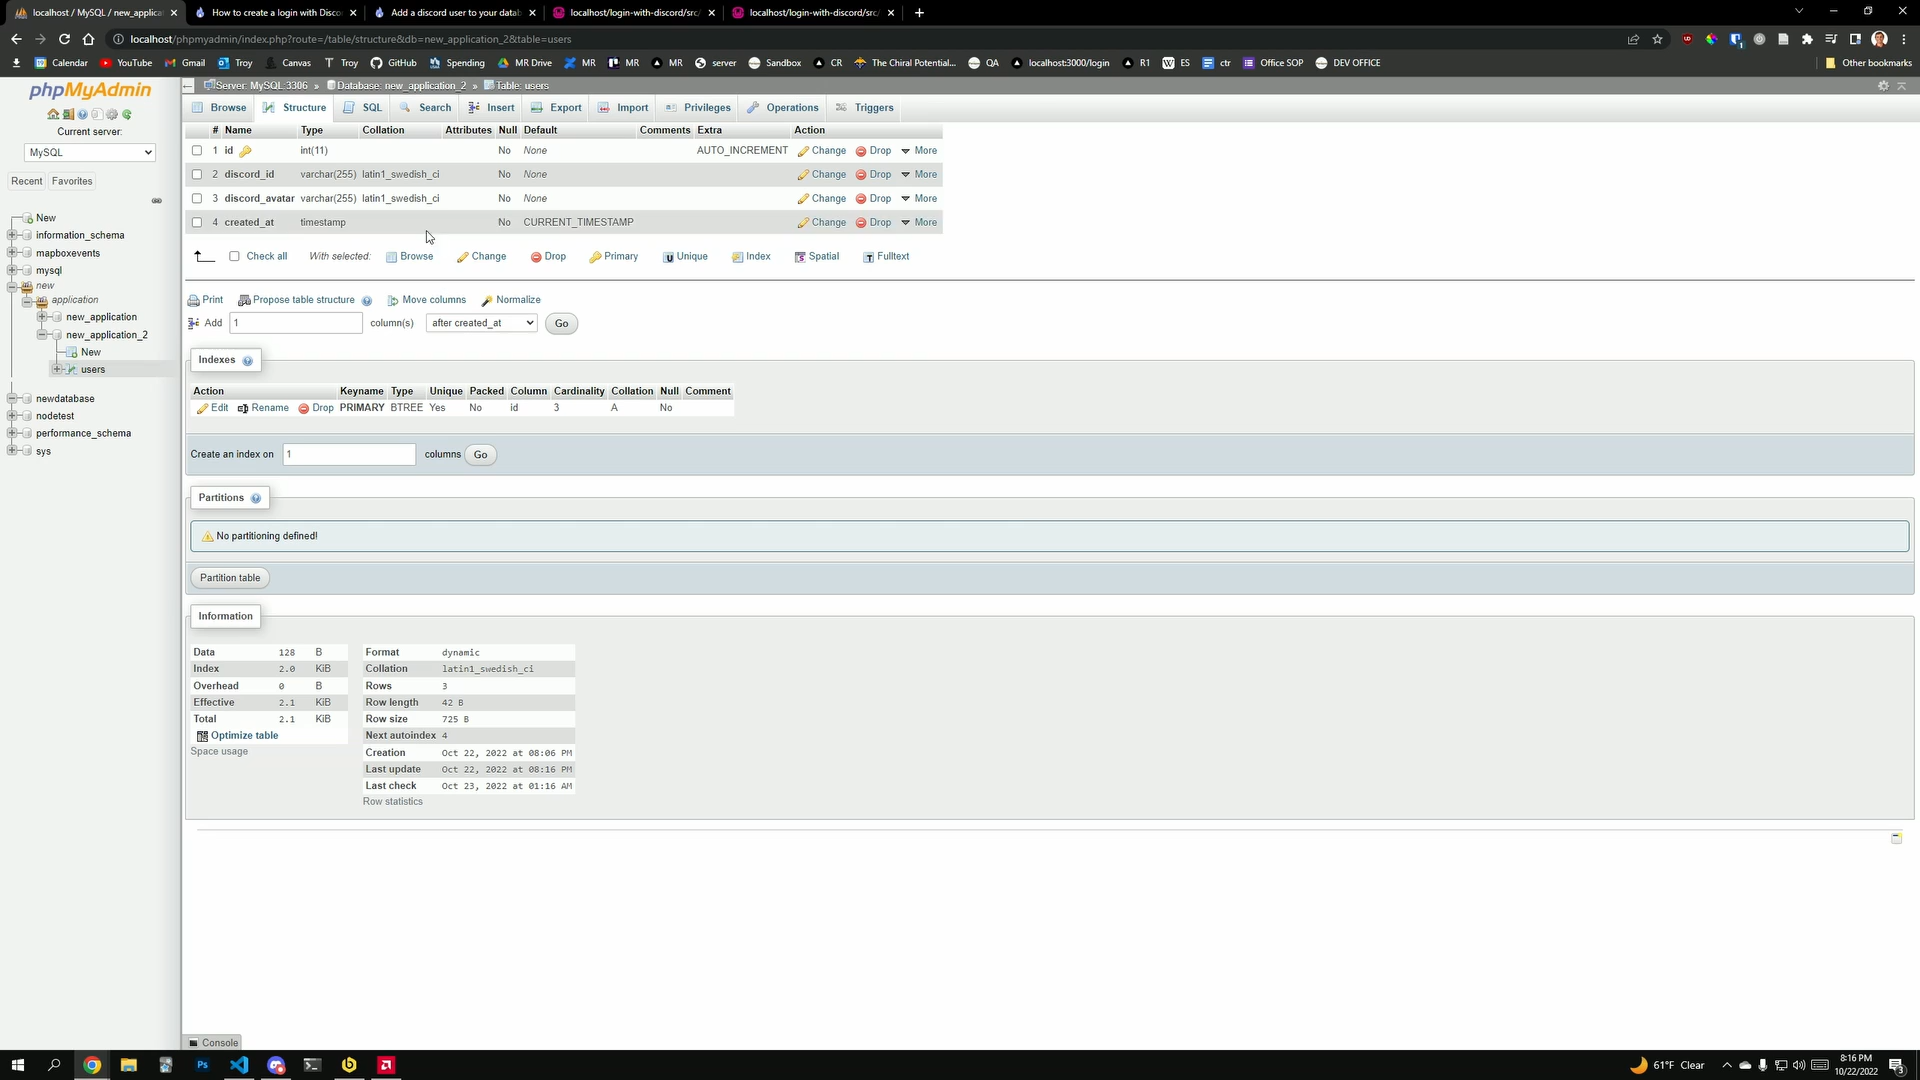 localhost / MySQL / new_applica
How to create a login with Disco
Add a discord user to your datab
localhost/login-with-discord/src/
localhost/login-with-discord/src/
localhost/phpmyadmin/index.php?route=/table/structure&db=new_application_2&table=users
Calendar YouTube Gmail Troy Canvas Troy GitHub Spending MR Drive MR MR MR server Sandbox CR The Chiral Potential... QA localhost:3000/login R1 ES ctr Office SOP DEV OFFICE Other bookmarks
phpMyAdmin
Current server:
MySQL
Recent Favorites
New
information_schema
mapboxevents
mysql
new
application
new_application
new_application_2
New
users
newdatabase
nodetest
performance_schema
sys
Server: MySQL:3306 » Database: new_application_2 » Table: users
Browse Structure SQL Search Insert Export Import Privileges Operations Triggers
# Name Type Collation Attributes Null Default Comments Extra Action
1 id int(11) No None AUTO_INCREMENT Change Drop More
2 discord_id varchar(255) latin1_swedish_ci No None Change Drop More
3 discord_avatar varchar(255) latin1_swedish_ci No None Change Drop More
4 created_at timestamp No CURRENT_TIMESTAMP Change Drop More
Check all With selected: Browse Change Drop Primary Unique Index Spatial Fulltext
Print Propose table structure Move columns Normalize
Add 1 column(s) after created_at Go
Indexes
Action Keyname Type Unique Packed Column Cardinality Collation Null Comment
Edit Rename Drop PRIMARY BTREE Yes No id 3 A No
Create an index on 1 columns Go
Partitions
No partitioning defined!
Partition table
Information
Data 128 B
Index 2.0 KiB
Overhead 0 B
Effective 2.1 KiB
Total 2.1 KiB
Optimize table
Space usage
Format dynamic
Collation latin1_swedish_ci
Rows 3
Row length 42 B
Row size 725 B
Next autoindex 4
Creation Oct 22, 2022 at 08:06 PM
Last update Oct 22, 2022 at 08:16 PM
Last check Oct 23, 2022 at 01:16 AM
Row statistics
Console
61°F Clear
8:16 PM
10/22/2022